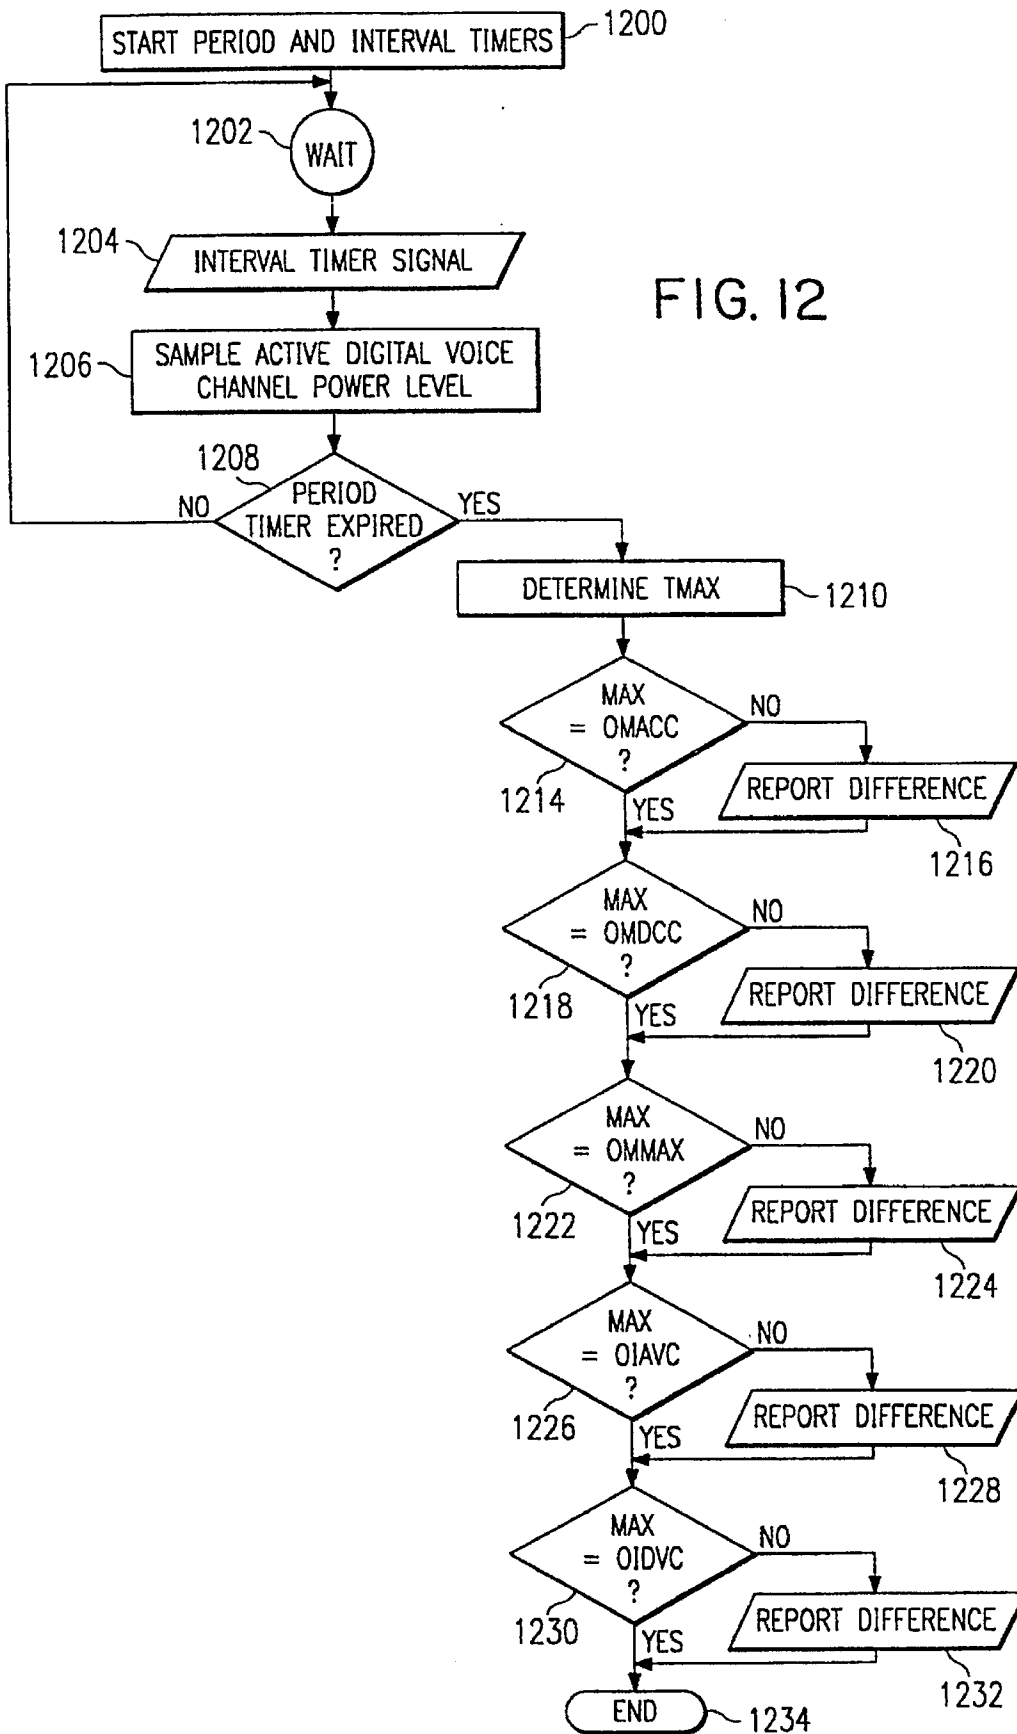 START PERIOD AND INTERVAL TIMERS
1200
1202
WAIT
1204
INTERVAL TIMER SIGNAL
FIG. 12
1206
SAMPLE ACTIVE DIGITAL VOICE
CHANNEL POWER LEVEL
1208
PERIOD
TIMER EXPIRED
?
NO
YES
DETERMINE TMAX
1210
MAX
= OMACC
?
NO
1214
YES
REPORT DIFFERENCE
1216
MAX
= OMDCC
?
NO
1218
YES
REPORT DIFFERENCE
1220
MAX
= OMMAX
?
NO
1222
YES
REPORT DIFFERENCE
1224
MAX
= OIAVC
?
NO
1226
YES
REPORT DIFFERENCE
1228
MAX
= OIDVC
?
NO
1230
YES
REPORT DIFFERENCE
1232
END
1234